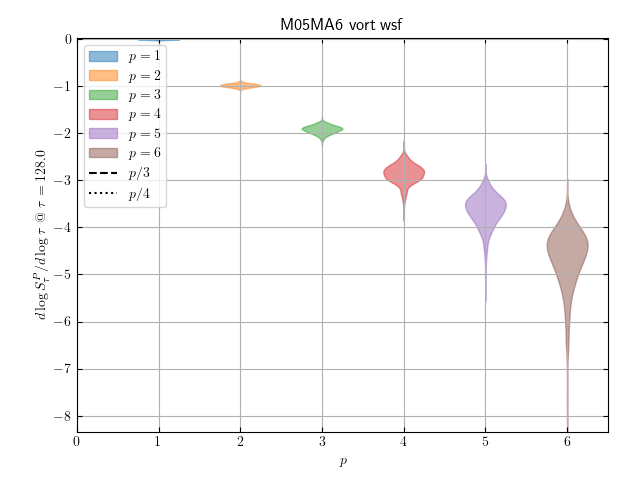 M05MA6 vort wsf
d log S_τ^P / d log τ @ τ = 128.0
0
−1
−2
−3
−4
−5
−6
−7
−8
p = 1
p = 2
p = 3
p = 4
p = 5
p = 6
p/3
p/4
0 1 2 3 4 5 6
p